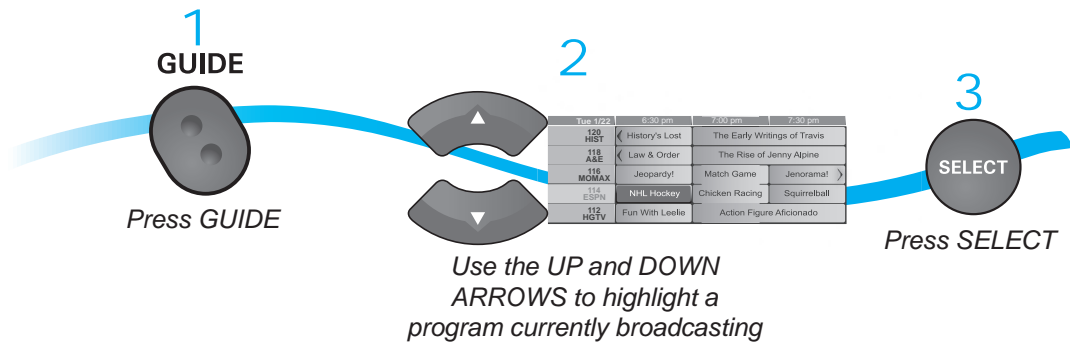 1
GUIDE
Press GUIDE
2
Tue 1/22 6:30 pm 7:00 pm 7:30 pm
120 HIST History's Lost The Early Writings of Travis
118 A&E Law & Order The Rise of Jenny Alpine
116 MOMAX Jeopardy! Match Game Jenorama!
114 ESPN NHL Hockey Chicken Racing Squirrelball
112 HGTV Fun With Leelie Action Figure Aficionado
Use the UP and DOWN
ARROWS to highlight a
program currently broadcasting
3
SELECT
Press SELECT